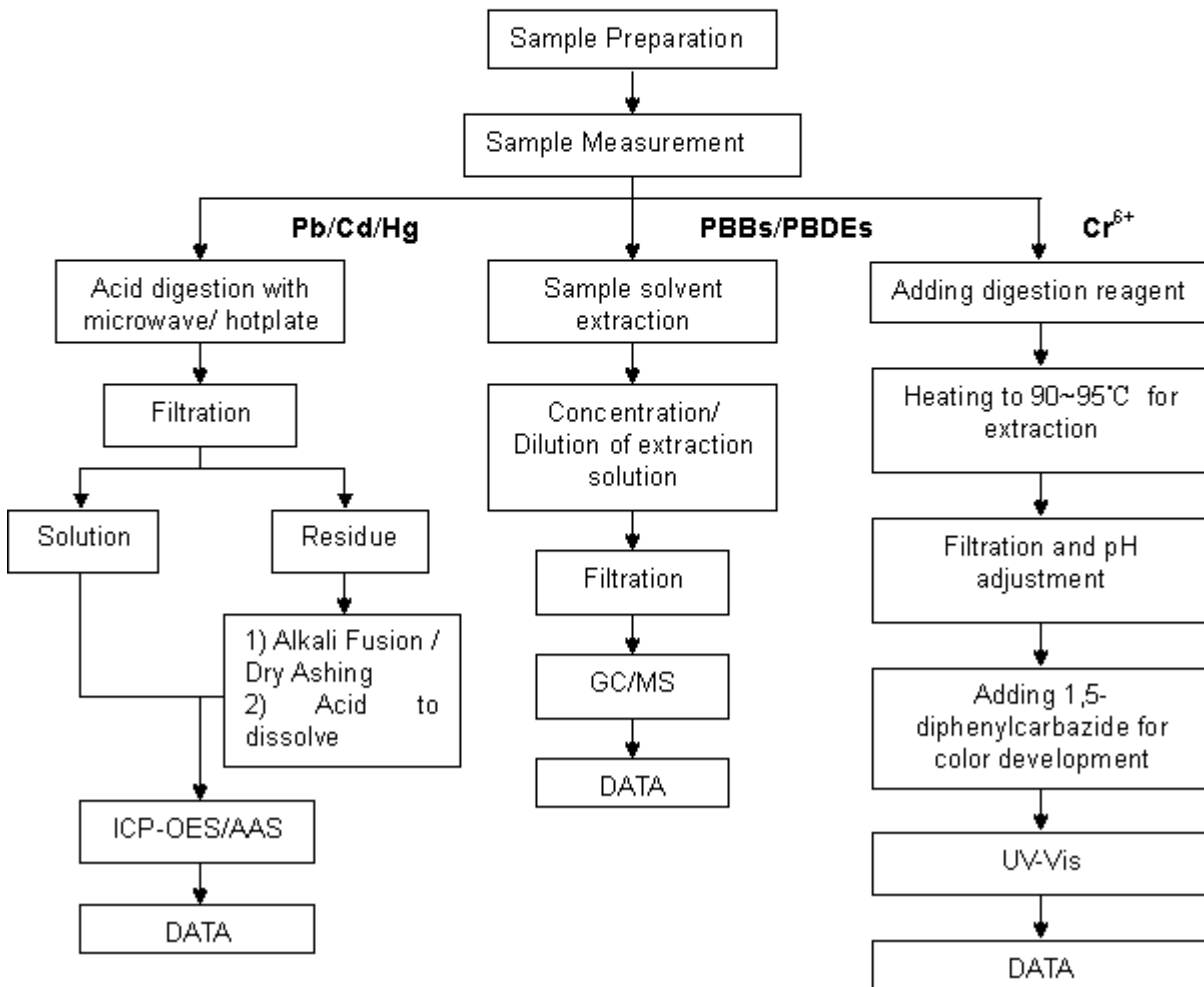 Sample Preparation
Sample Measurement
Pb/Cd/Hg
PBBs/PBDEs
Cr⁶⁺
Acid digestion with
microwave/ hotplate
Filtration
Solution
Residue
1) Alkali Fusion /
Dry Ashing
2) Acid to
dissolve
ICP-OES/AAS
DATA
Sample solvent
extraction
Concentration/
Dilution of extraction
solution
Filtration
GC/MS
DATA
Adding digestion reagent
Heating to 90~95℃ for
extraction
Filtration and pH
adjustment
Adding 1,5-
diphenylcarbazide for
color development
UV-Vis
DATA